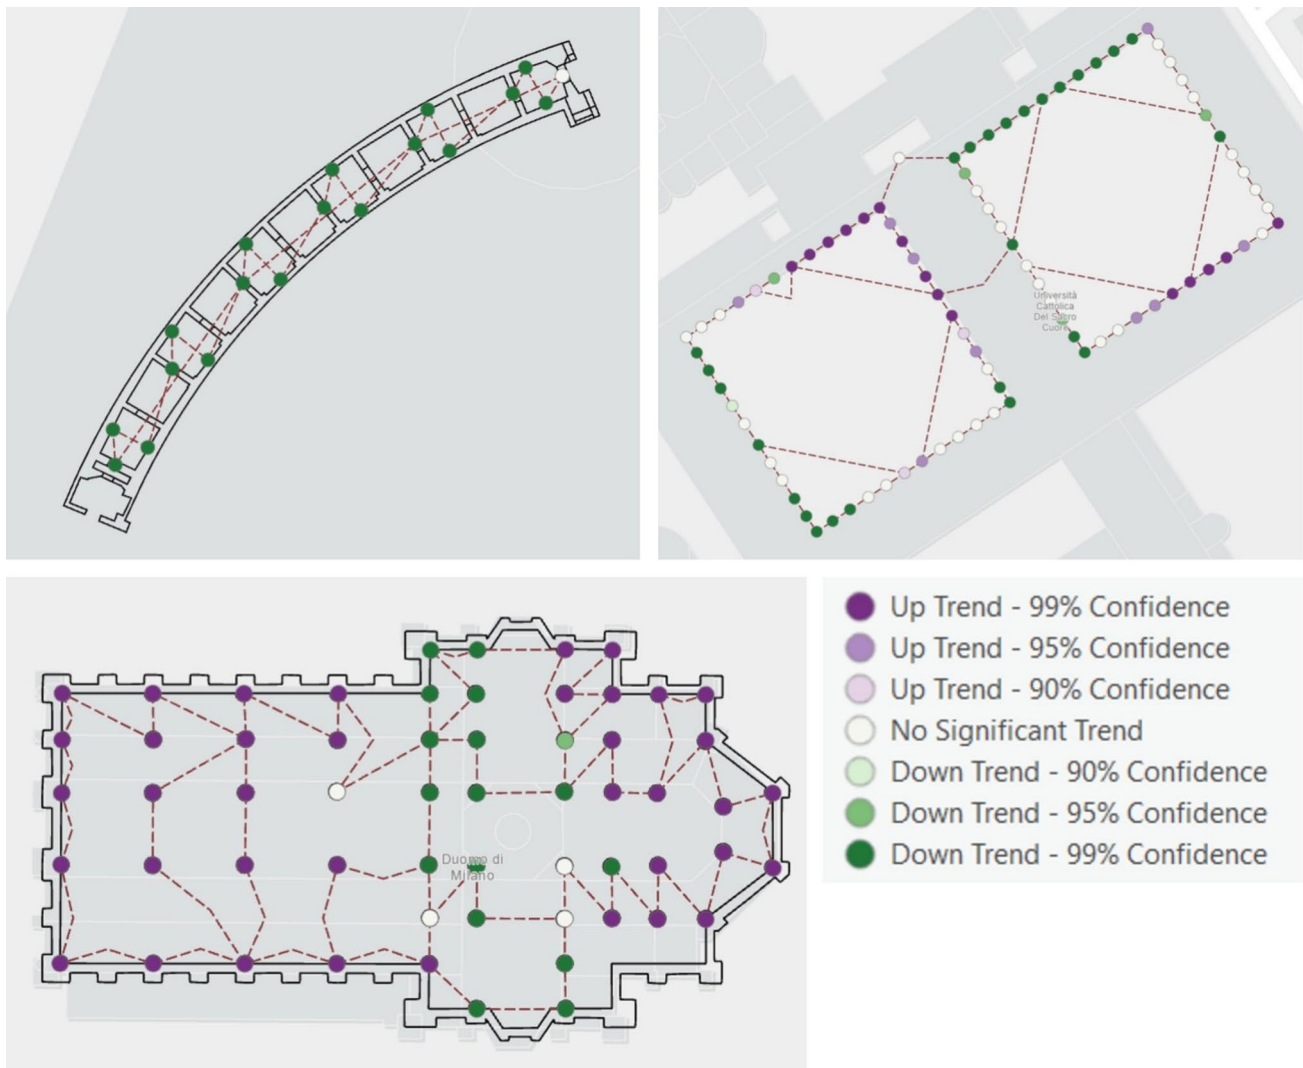 Università
Cattolica
Del Sacro
Cuore
Duomo di
Milano
Up Trend - 99% Confidence
Up Trend - 95% Confidence
Up Trend - 90% Confidence
No Significant Trend
Down Trend - 90% Confidence
Down Trend - 95% Confidence
Down Trend - 99% Confidence